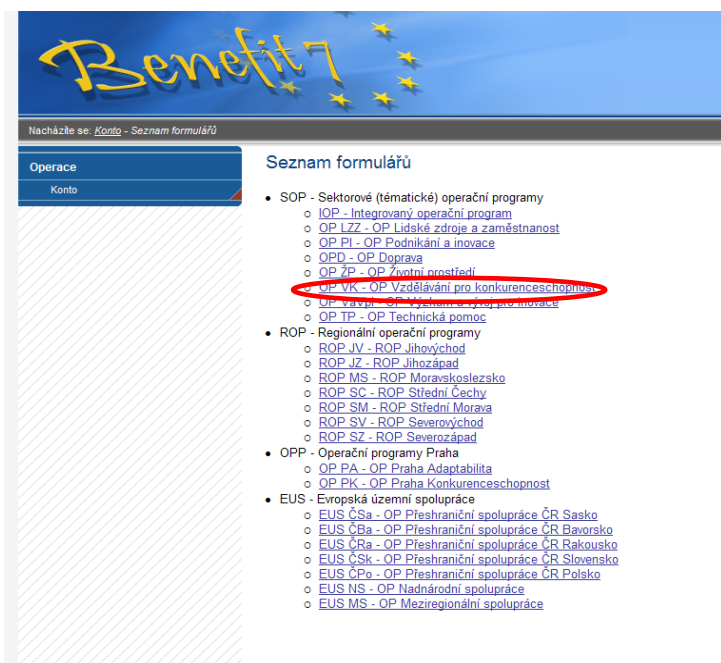 Benefit7
Nacházíte se: Konto - Seznam formulářů
Operace
Konto
Seznam formulářů
SOP - Sektorové (tématické) operační programy
IOP - Integrovaný operační program
OP LZZ - OP Lidské zdroje a zaměstnanost
OP PI - OP Podnikání a inovace
OPD - OP Doprava
OP ŽP - OP Životní prostředí
OP VK - OP Vzdělávání pro konkurenceschopnost
OP VaVpI - OP Výzkum a vývoj pro inovace
OP TP - OP Technická pomoc
ROP - Regionální operační programy
ROP JV - ROP Jihovýchod
ROP JZ - ROP Jihozápad
ROP MS - ROP Moravskoslezsko
ROP SC - ROP Střední Čechy
ROP SM - ROP Střední Morava
ROP SV - ROP Severovýchod
ROP SZ - ROP Severozápad
OPP - Operační programy Praha
OP PA - OP Praha Adaptabilita
OP PK - OP Praha Konkurenceschopnost
EUS - Evropská územní spolupráce
EUS ČSa - OP Přeshraniční spolupráce ČR Sasko
EUS ČBa - OP Přeshraniční spolupráce ČR Bavorsko
EUS ČRa - OP Přeshraniční spolupráce ČR Rakousko
EUS ČSk - OP Přeshraniční spolupráce ČR Slovensko
EUS ČPo - OP Přeshraniční spolupráce ČR Polsko
EUS NS - OP Nadnárodní spolupráce
EUS MS - OP Meziregionální spolupráce